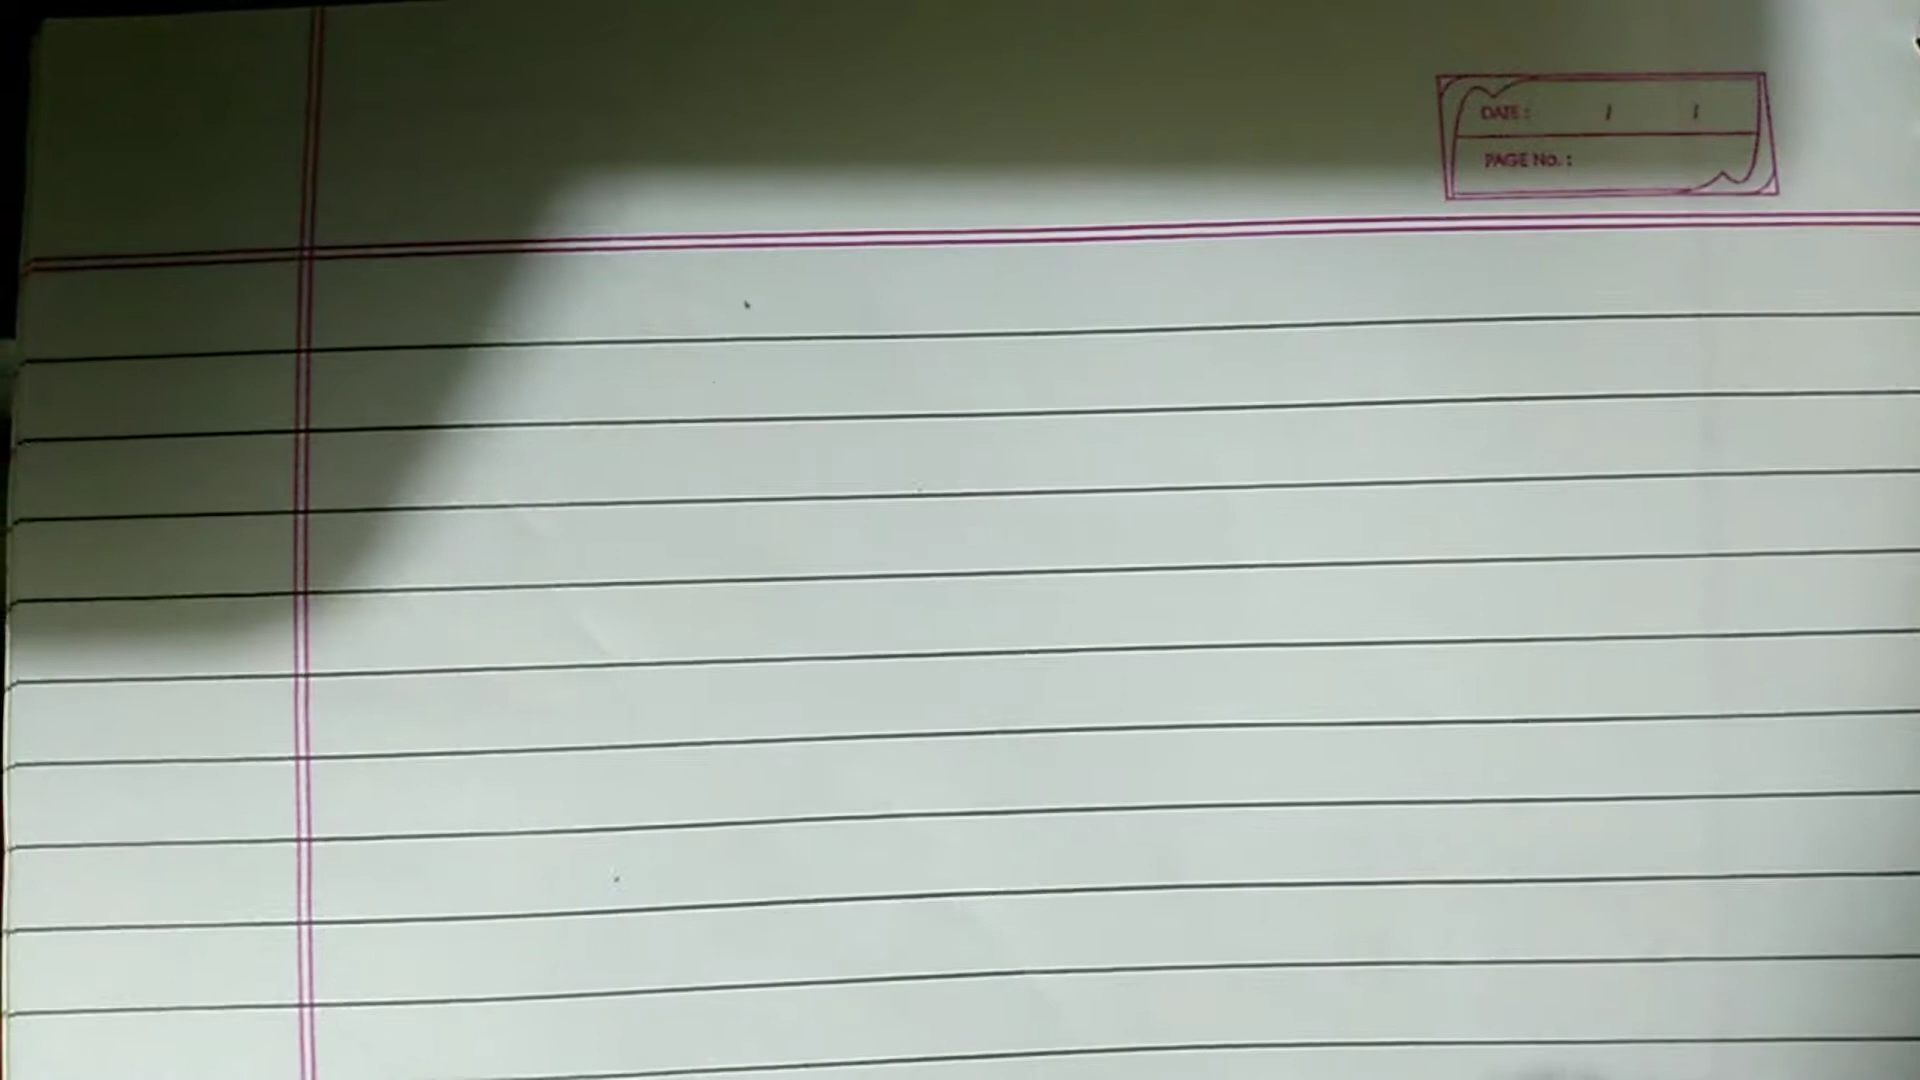 DATE : / /
PAGE No. :